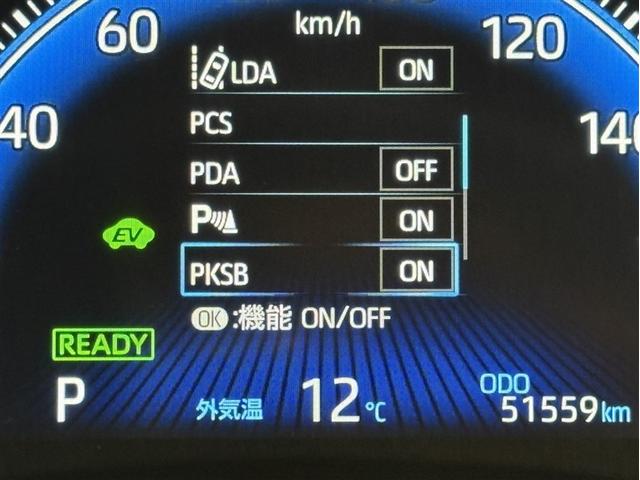 km/h
60
120
40
140
LDA ON
PCS
PDA OFF
P ON
PKSB ON
OK:機能 ON/OFF
EV
READY
P
外気温 12℃
ODO
51559km